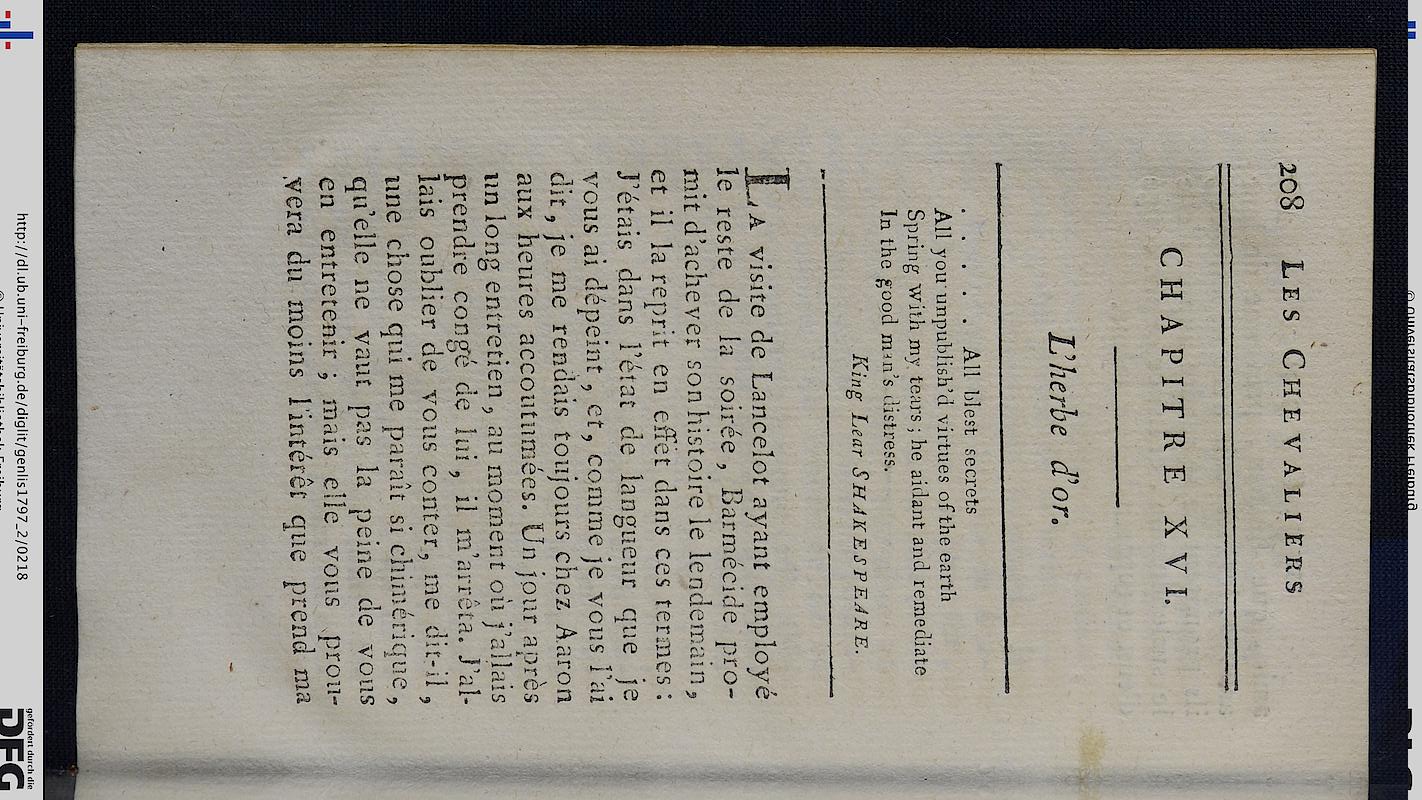 208 LES CHEVALIERS
CHAPITRE XVI.
L'herbe d'or.
. . . . . All blest secrets
All you unpublish'd virtues of the earth
Spring with my tears ; he aidant and remediate
In the good man's distress.
King Lear SHAKESPEARE.
LA visite de Lancelot ayant employé
le reste de la soirée, Barmécide pro-
mit d'achever son histoire le lendemain,
et il la reprit en effet dans ces termes :
J'étais dans l'état de langueur que je
vous ai dépeint, et, comme je vous l'ai
dit, je me rendais toujours chez Aaron
aux heures accoutumées. Un jour après
un long entretien, au moment où j'allais
prendre congé de lui, il m'arrêta. J'al-
lais oublier de vous conter, me dit-il,
une chose qui me paraît si chimérique,
qu'elle ne vaut pas la peine de vous
en entretenir ; mais elle vous prou-
vera du moins l'intérêt que prend ma
http://dl.ub.uni-freiburg.de/diglit/genlis1797_2/0218
gefördert durch die
DFG